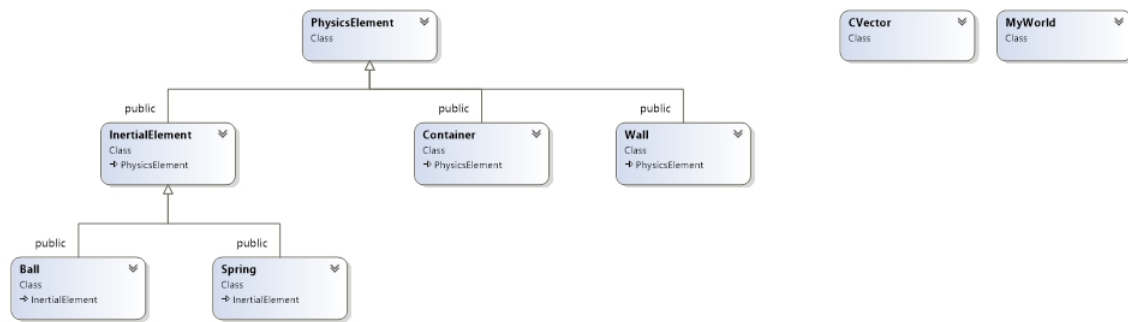 PhysicsElement
Class
CVector
Class
MyWorld
Class
public
public
public
InertialElement
Class
PhysicsElement
Container
Class
PhysicsElement
Wall
Class
PhysicsElement
public
public
Ball
Class
InertialElement
Spring
Class
InertialElement